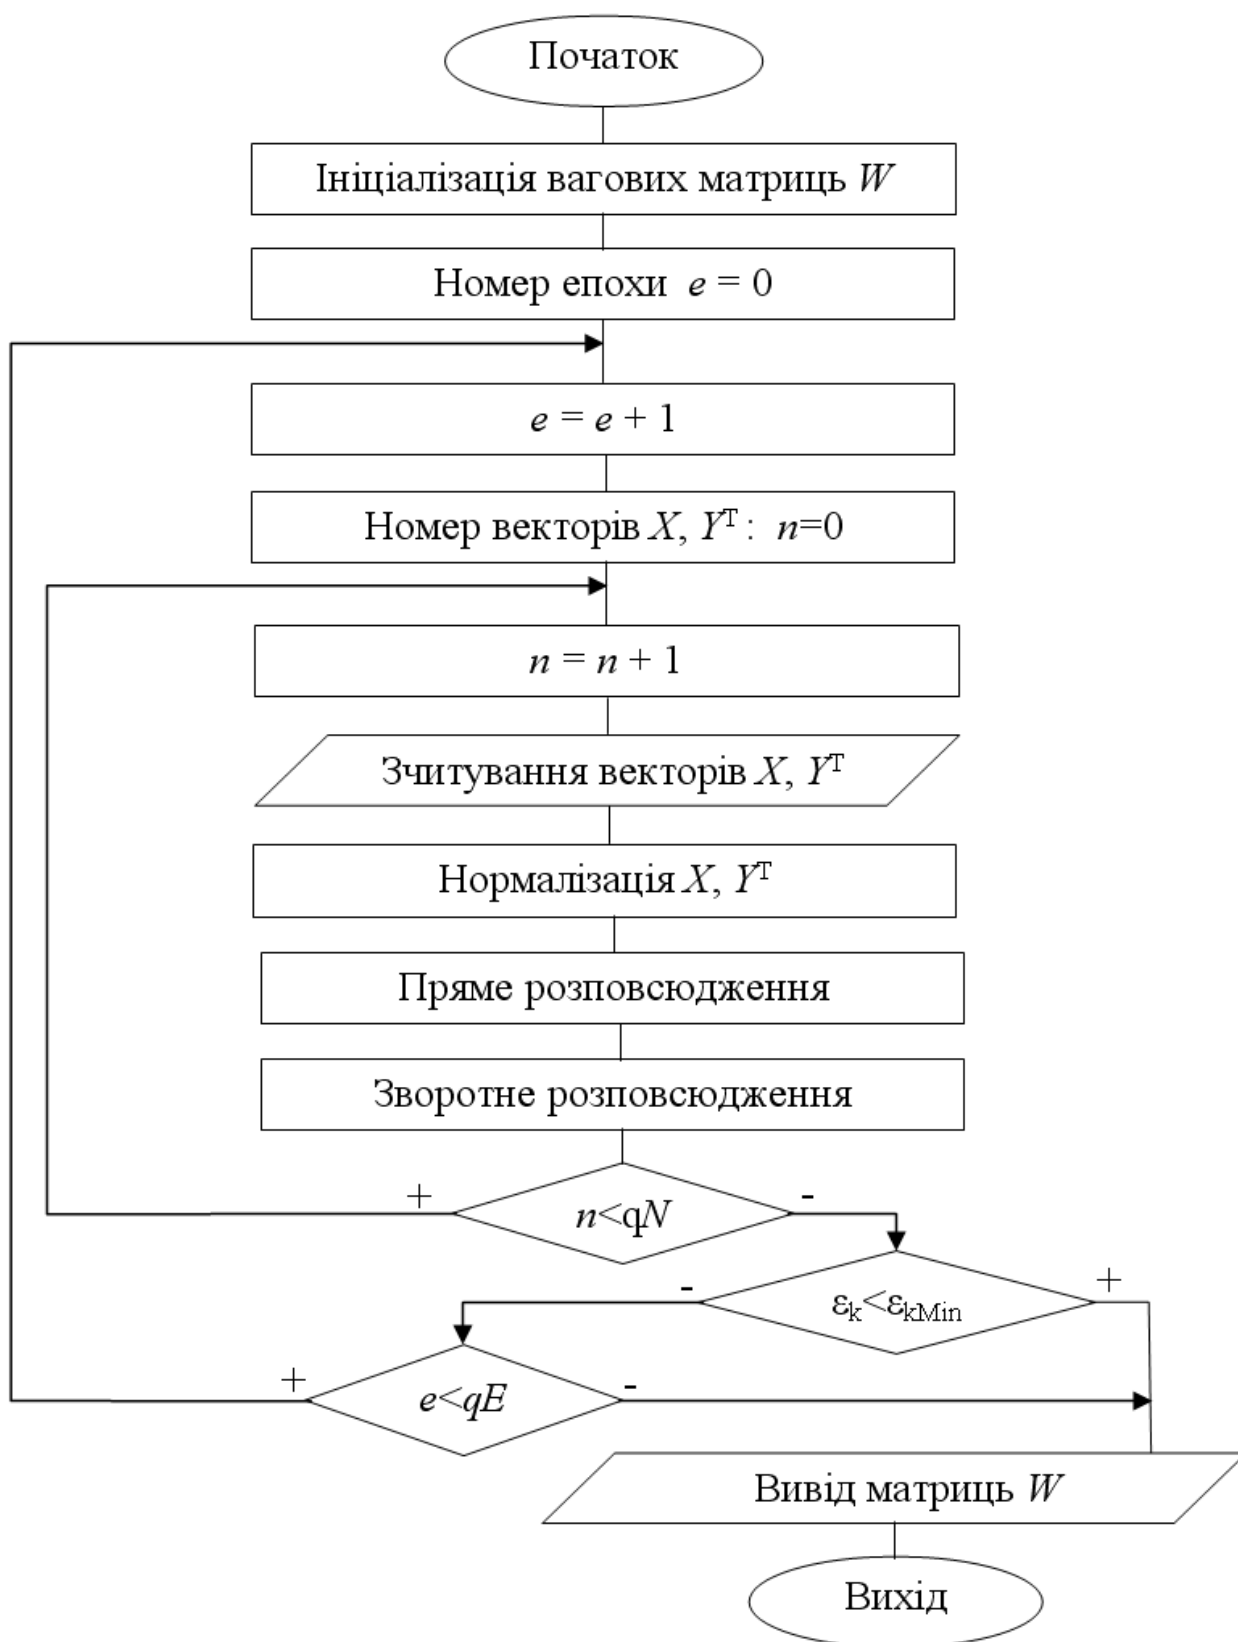 Початок
Ініціалізація вагових матриць W
Номер епохи e = 0
e = e + 1
Номер векторів X, Yᵀ : n=0
n = n + 1
Зчитування векторів X, Yᵀ
Нормалізація X, Yᵀ
Пряме розповсюдження
Зворотне розповсюдження
+ n<qN -
- εk<εkMin +
+ e<qE -
Вивід матриць W
Вихід